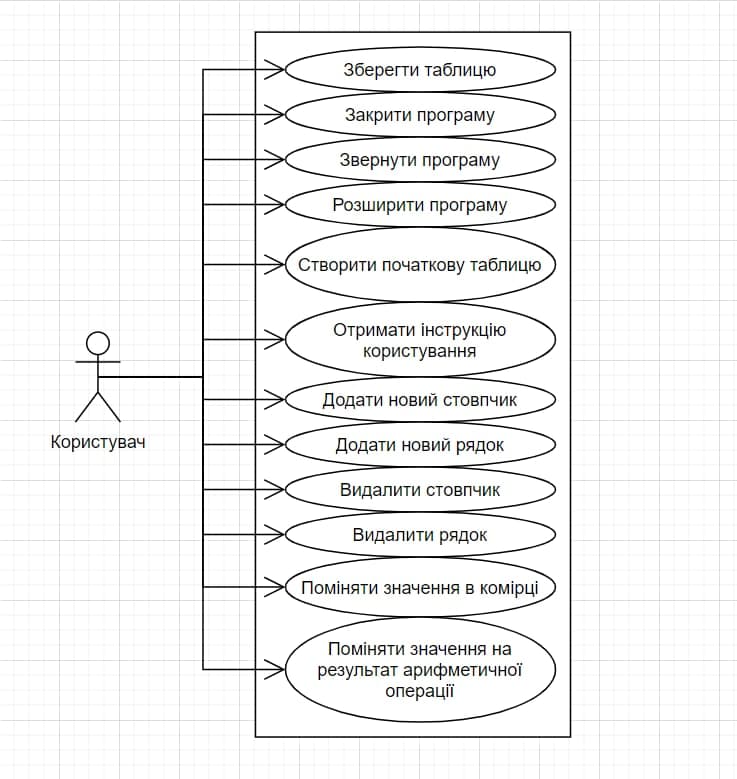 Зберегти таблицю
Закрити програму
Звернути програму
Розширити програму
Створити початкову таблицю
Отримати інструкцію
користування
Додати новий стовпчик
Додати новий рядок
Користувач
Видалити стовпчик
Видалити рядок
Поміняти значення в комірці
Поміняти значення на
результат арифметичної
операції